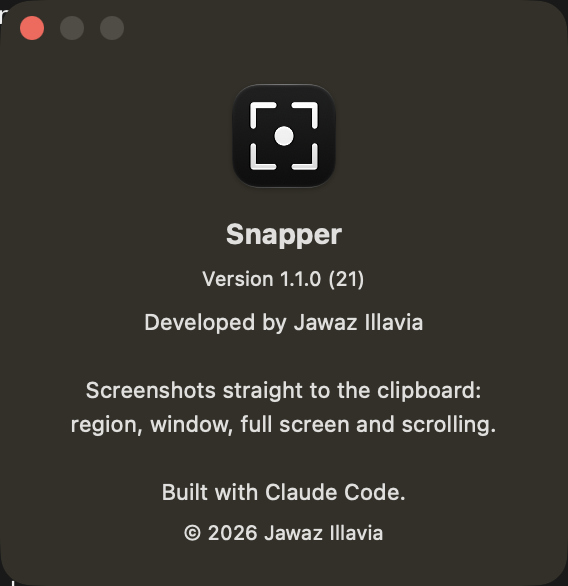 Snapper
Version 1.1.0 (21)
Developed by Jawaz Illavia
Screenshots straight to the clipboard:
region, window, full screen and scrolling.
Built with Claude Code.
© 2026 Jawaz Illavia